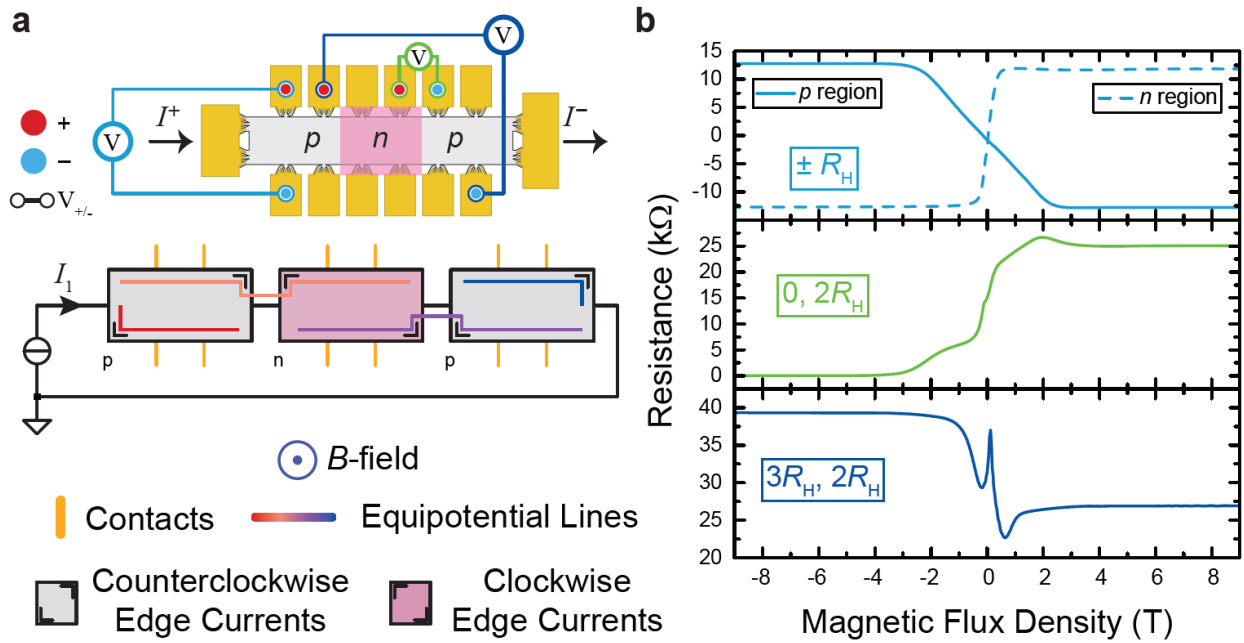 a
V
V
V
+
−
V+/-
I+
I−
p
n
p
I1
p
n
p
B-field
Contacts
Equipotential Lines
Counterclockwise
Edge Currents
Clockwise
Edge Currents
b
Resistance (kΩ)
15
10
5
0
-5
-10
p region
n region
± RH
25
20
15
10
5
0
0, 2RH
40
35
30
25
20
3RH, 2RH
-8
-6
-4
-2
0
2
4
6
8
Magnetic Flux Density (T)